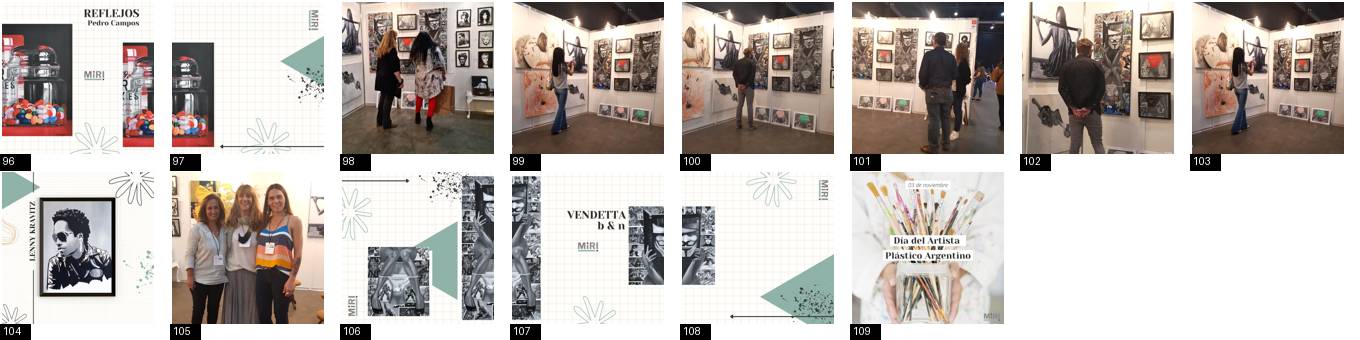 REFLEJOS
Pedro Campos
MiRi
MiRi
96
97
98
99
100
101
102
103
LENNY KRAVITZ
MiRi
VENDETTA
b & n
MiRi
MiRi
03 de noviembre
Día del Artista
Plástico Argentino
MiRi
104
105
106
107
108
109